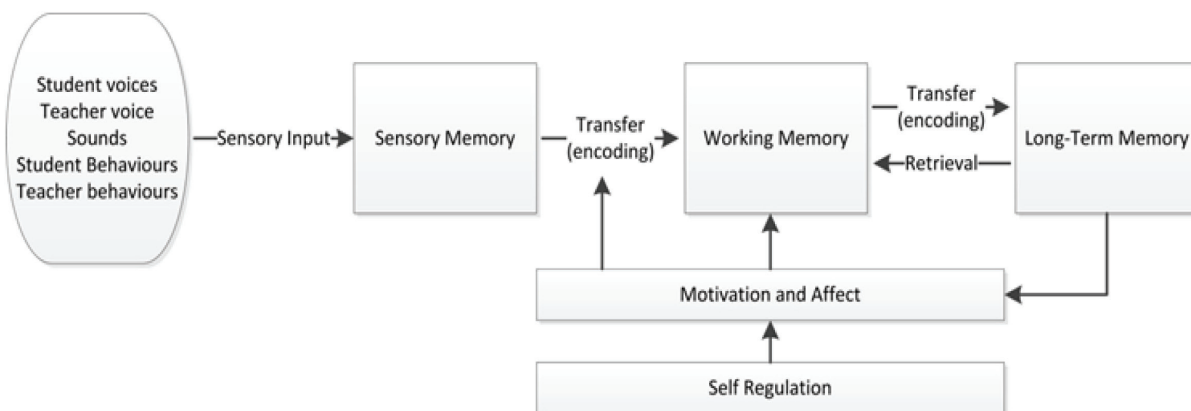 Student voices
Teacher voice
Sounds
Student Behaviours
Teacher behaviours
Sensory Input
Sensory Memory
Transfer
(encoding)
Working Memory
Transfer
(encoding)
Retrieval
Long-Term Memory
Motivation and Affect
Self Regulation